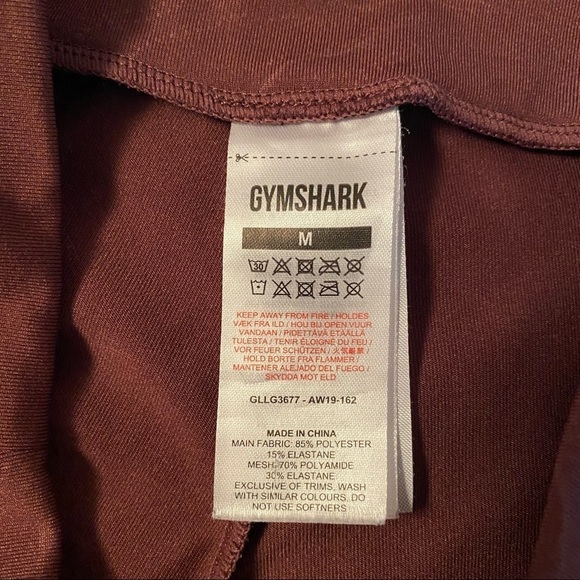 GYMSHARK
M
30
KEEP AWAY FROM FIRE / HOLDES
VÆK FRA ILD / HOU BIJ OPEN VUUR
VANDAAN / PIDETTÄVÄ ETÄÄLLÄ
TULESTA / TENIR ÉLOIGNÉ DU FEU /
VOR FEUER SCHÜTZEN / 火気厳禁 /
HOLD BORTE FRA FLAMMER /
MANTENER ALEJADO DEL FUEGO /
SKYDDA MOT ELD
GLLG3677 - AW19-162
MADE IN CHINA
MAIN FABRIC: 85% POLYESTER
15% ELASTANE
MESH: 70% POLYAMIDE
30% ELASTANE
EXCLUSIVE OF TRIMS, WASH
WITH SIMILAR COLOURS. DO
NOT USE SOFTNERS